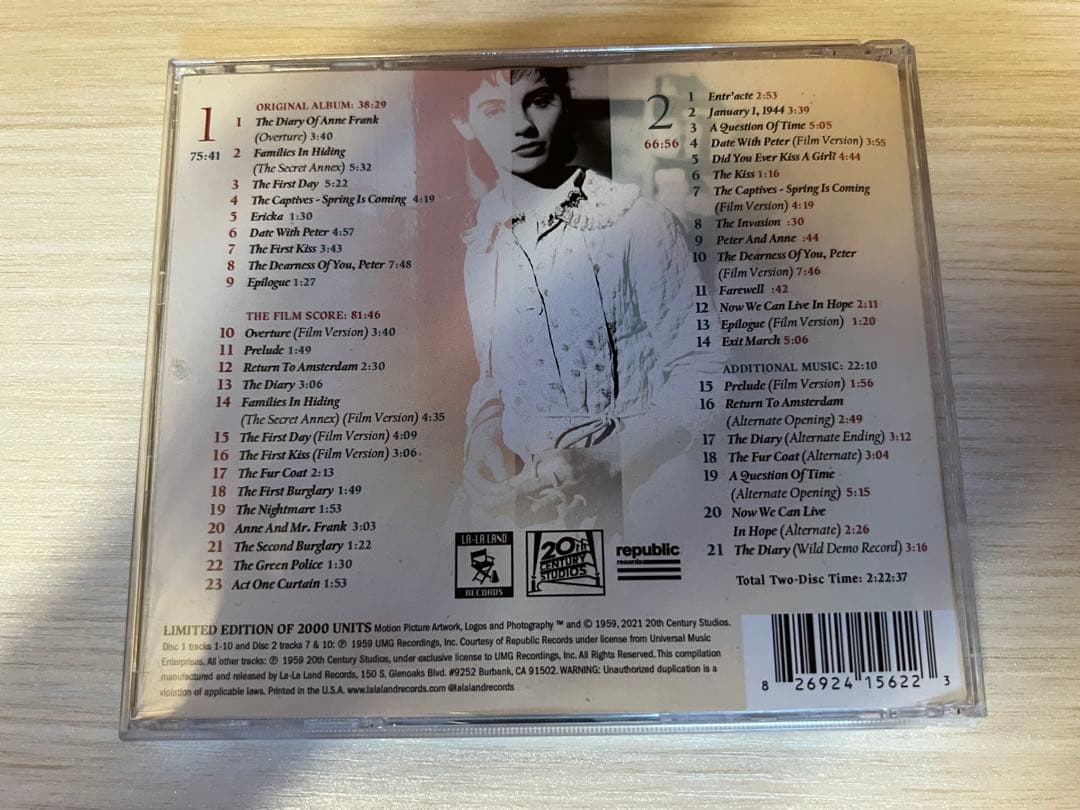 1
75:41
ORIGINAL ALBUM: 38:29
1 The Diary Of Anne Frank
(Overture) 3:40
2 Families In Hiding
(The Secret Annex) 5:32
3 The First Day 5:22
4 The Captives - Spring Is Coming 4:19
5 Ericka 1:30
6 Date With Peter 4:57
7 The First Kiss 3:43
8 The Dearness Of You, Peter 7:48
9 Epilogue 1:27
THE FILM SCORE: 81:46
10 Overture (Film Version) 3:40
11 Prelude 1:49
12 Return To Amsterdam 2:30
13 The Diary 3:06
14 Families In Hiding
(The Secret Annex) (Film Version) 4:35
15 The First Day (Film Version) 4:09
16 The First Kiss (Film Version) 3:06
17 The Fur Coat 2:13
18 The First Burglary 1:49
19 The Nightmare 1:53
20 Anne And Mr. Frank 3:03
21 The Second Burglary 1:22
22 The Green Police 1:30
23 Act One Curtain 1:53
2
66:56
1 Entr'acte 2:53
2 January 1, 1944 3:39
3 A Question Of Time 5:05
4 Date With Peter (Film Version) 3:55
5 Did You Ever Kiss A Girl? 4:44
6 The Kiss 1:16
7 The Captives - Spring Is Coming
(Film Version) 4:19
8 The Invasion :30
9 Peter And Anne :44
10 The Dearness Of You, Peter
(Film Version) 7:46
11 Farewell :42
12 Now We Can Live In Hope 2:11
13 Epilogue (Film Version) 1:20
14 Exit March 5:06
ADDITIONAL MUSIC: 22:10
15 Prelude (Film Version) 1:56
16 Return To Amsterdam
(Alternate Opening) 2:49
17 The Diary (Alternate Ending) 3:12
18 The Fur Coat (Alternate) 3:04
19 A Question Of Time
(Alternate Opening) 5:15
20 Now We Can Live
In Hope (Alternate) 2:26
21 The Diary (Wild Demo Record) 3:16
Total Two-Disc Time: 2:22:37
LA-LA LAND
RECORDS
20th
CENTURY
STUDIOS
republic
records
LIMITED EDITION OF 2000 UNITS Motion Picture Artwork, Logos and Photography ™ and © 1959, 2021 20th Century Studios.
Disc 1 tracks 1-10 and Disc 2 tracks 7 & 10: ℗ 1959 UMG Recordings, Inc. Courtesy of Republic Records under license from Universal Music
Enterprises. All other tracks: ℗ 1959 20th Century Studios, under exclusive license to UMG Recordings, Inc. All Rights Reserved. This compilation
manufactured and released by La-La Land Records, 150 S. Glenoaks Blvd. #9252 Burbank, CA 91502. WARNING: Unauthorized duplication is a
violation of applicable laws. Printed in the U.S.A. www.lalalandrecords.com @lalalandrecords
8 26924 15622 3